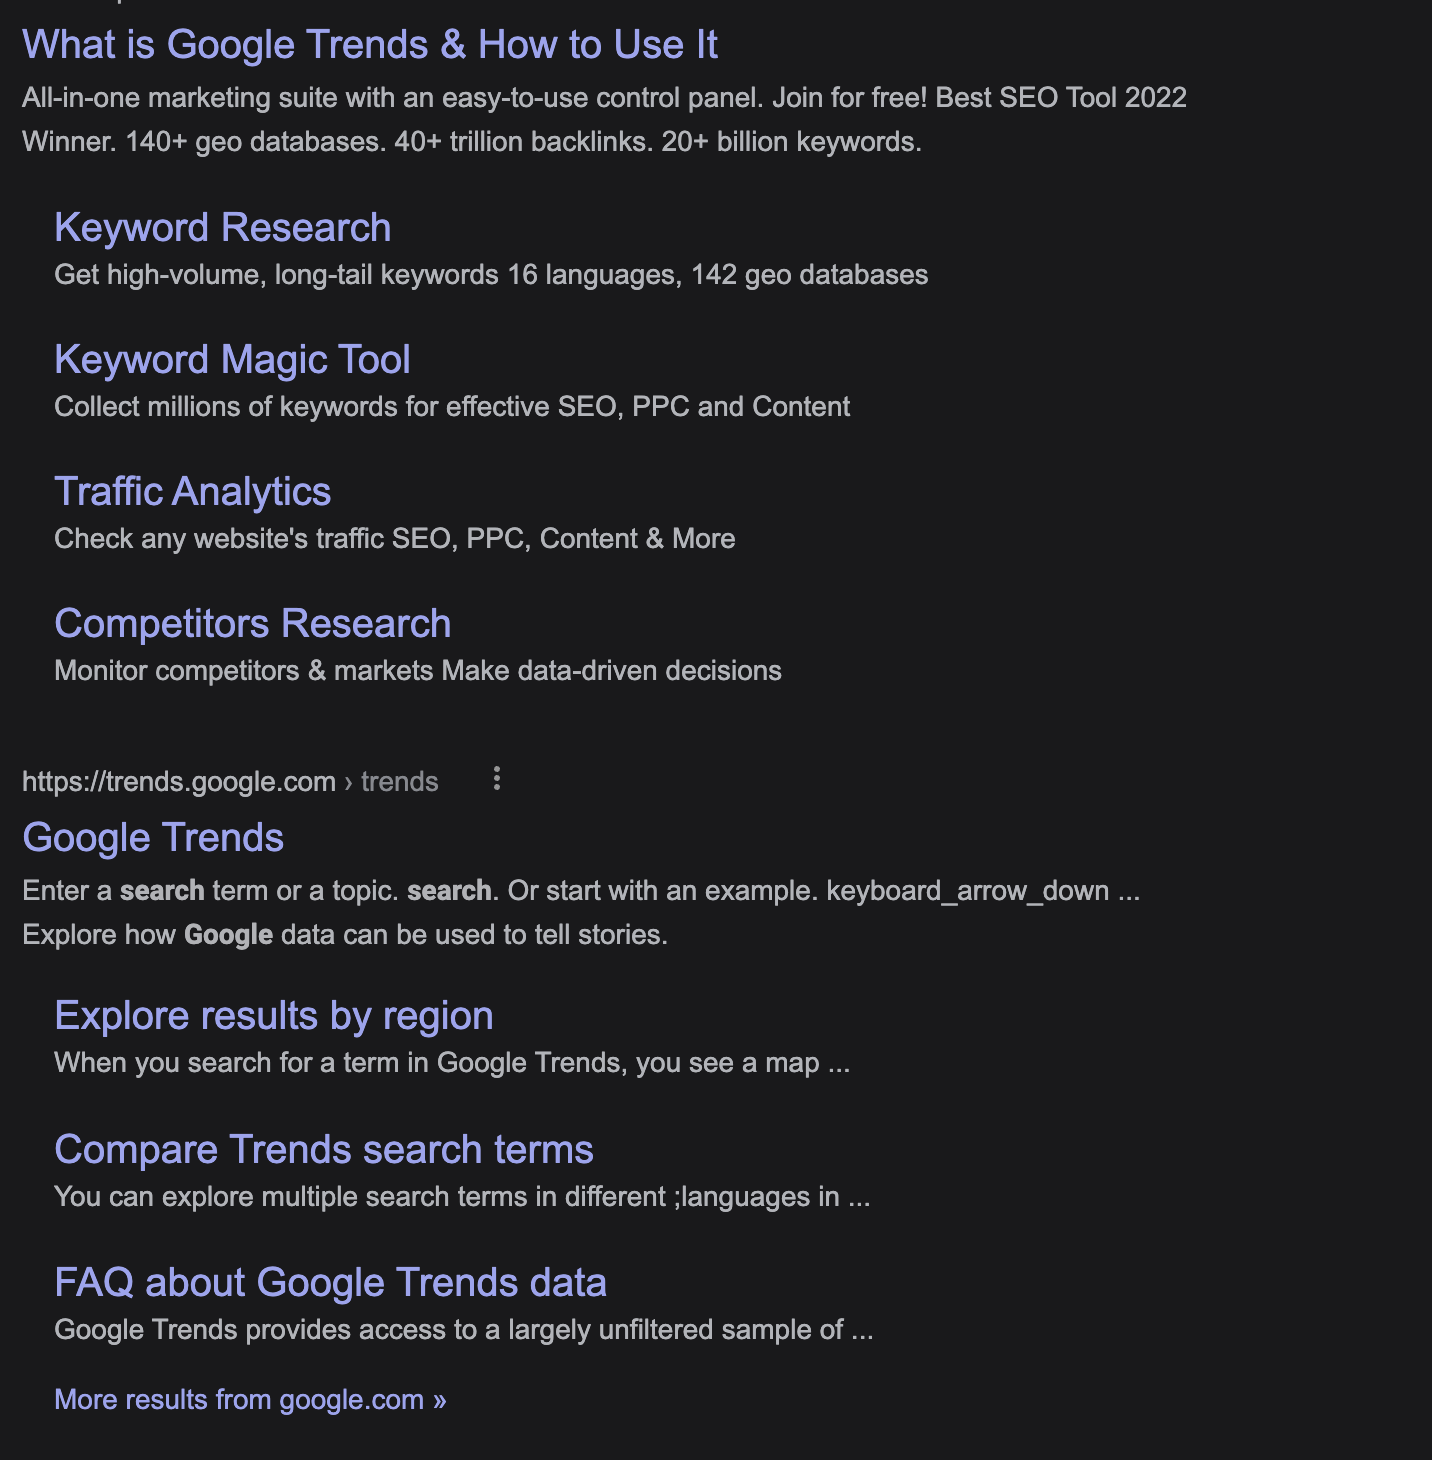 What is Google Trends & How to Use It
All-in-one marketing suite with an easy-to-use control panel. Join for free! Best SEO Tool 2022
Winner. 140+ geo databases. 40+ trillion backlinks. 20+ billion keywords.
Keyword Research
Get high-volume, long-tail keywords 16 languages, 142 geo databases
Keyword Magic Tool
Collect millions of keywords for effective SEO, PPC and Content
Traffic Analytics
Check any website's traffic SEO, PPC, Content & More
Competitors Research
Monitor competitors & markets Make data-driven decisions
https://trends.google.com › trends
Google Trends
Enter a search term or a topic. search. Or start with an example. keyboard_arrow_down ...
Explore how Google data can be used to tell stories.
Explore results by region
When you search for a term in Google Trends, you see a map ...
Compare Trends search terms
You can explore multiple search terms in different ;languages in ...
FAQ about Google Trends data
Google Trends provides access to a largely unfiltered sample of ...
More results from google.com »